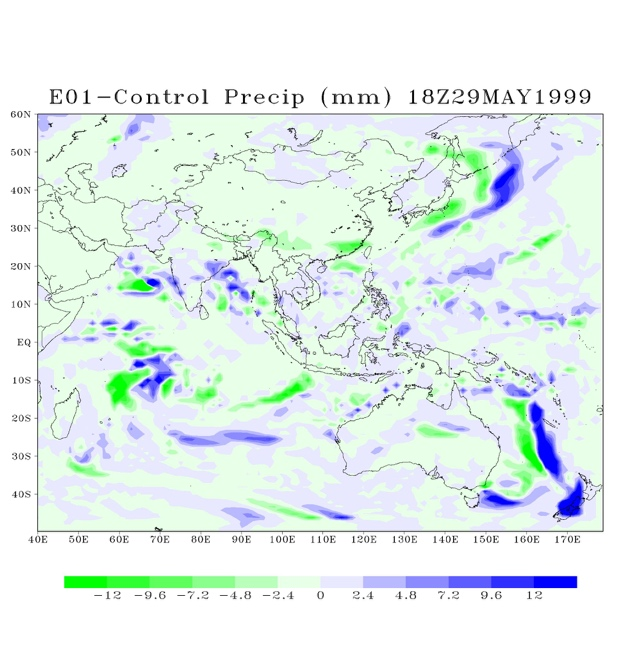 E01−Control Precip (mm) 18Z29MAY1999
60N
50N
40N
30N
20N
10N
EQ
10S
20S
30S
40S
40E 50E 60E 70E 80E 90E 100E 110E 120E 130E 140E 150E 160E 170E
−12 −9.6 −7.2 −4.8 −2.4 0 2.4 4.8 7.2 9.6 12